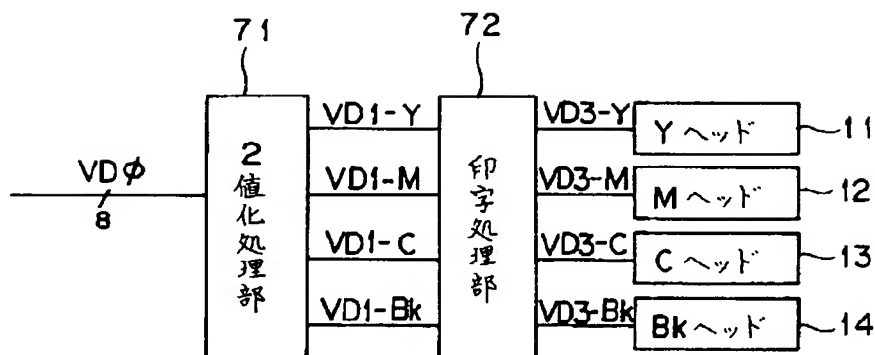 71
72
VDφ
8
2値化処理部
VD1-Y
VD1-M
VD1-C
VD1-Bk
印字処理部
VD3-Y
VD3-M
VD3-C
VD3-Bk
Yヘッド
11
Mヘッド
12
Cヘッド
13
Bkヘッド
14